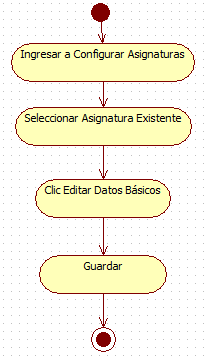 Ingresar a Configurar Asignaturas
Seleccionar Asignatura Existente
Clic Editar Datos Básicos
Guardar